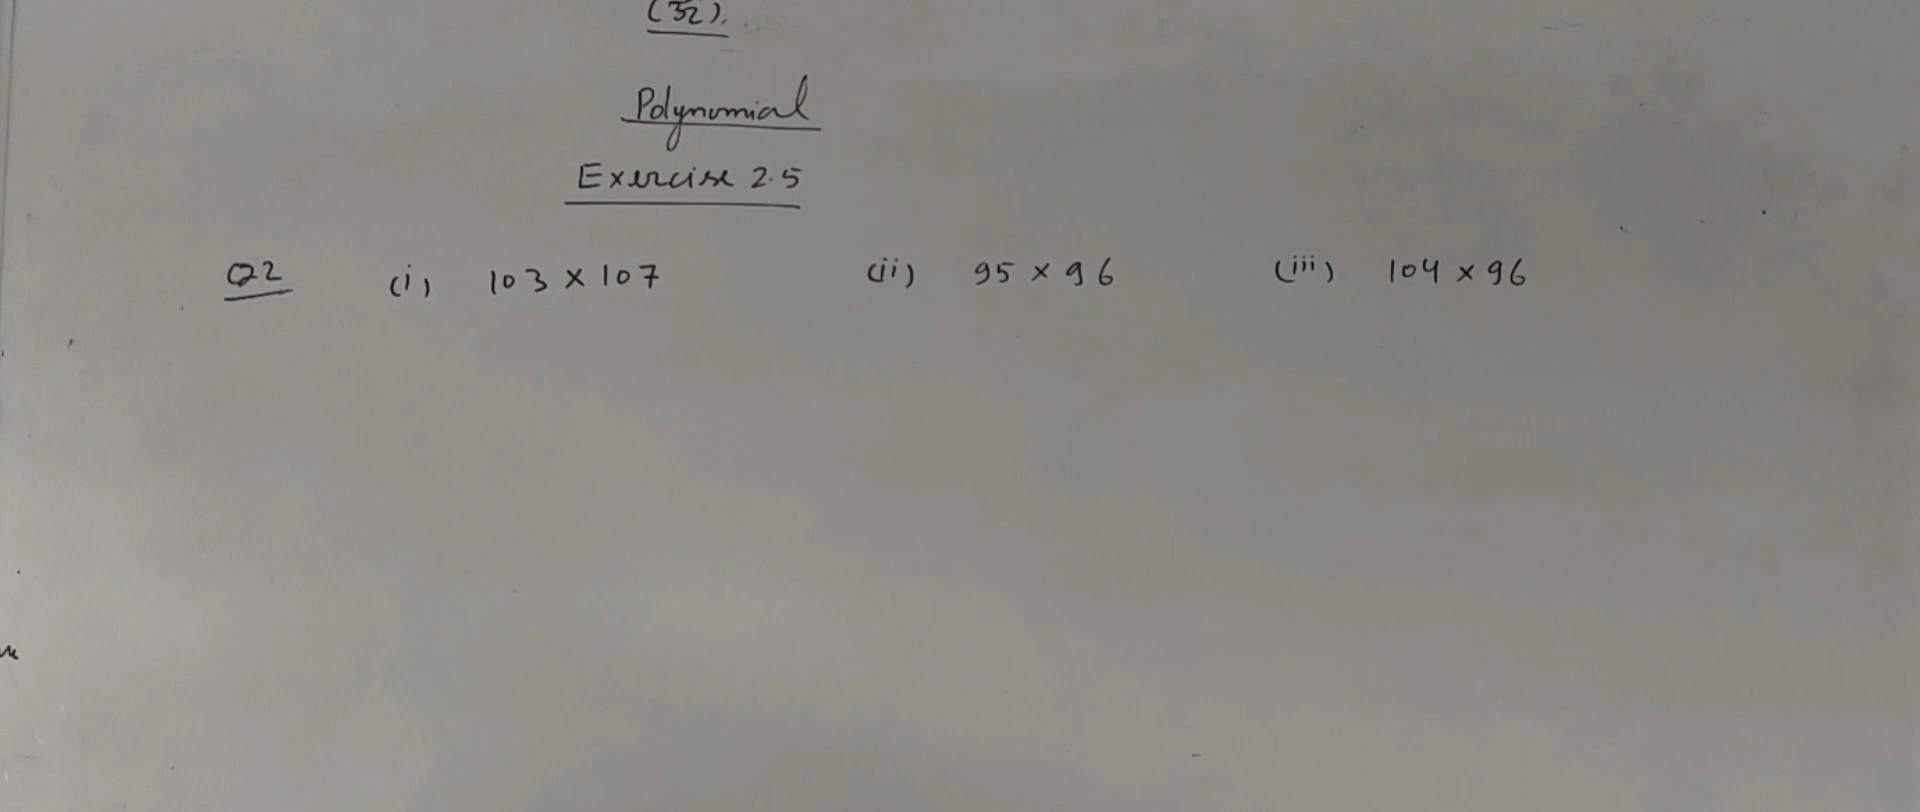 (32).
Polynomial
Exercise 2.5
Q2 (i) 103 × 107 (ii) 95 × 96 (iii) 104 × 96